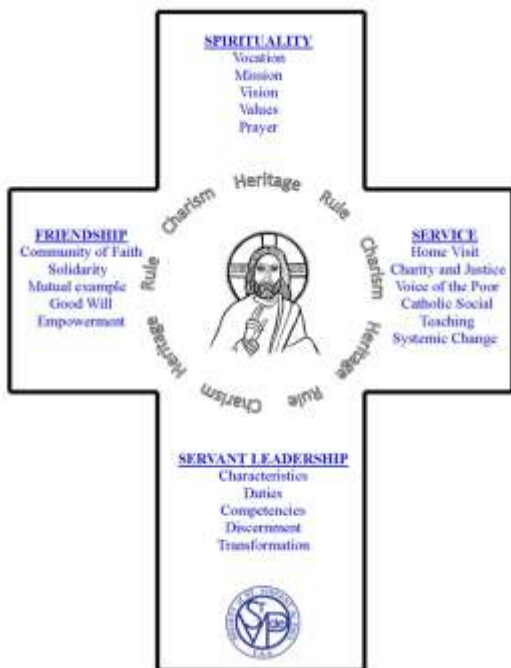 SPIRITUALITY
Vocation
Mission
Vision
Values
Prayer
Charism Heritage Rule Charism Heritage Rule Charism Heritage Rule
FRIENDSHIP
Community of Faith
Solidarity
Mutual example
Good Will
Empowerment
SERVICE
Home Visit
Charity and Justice
Voice of the Poor
Catholic Social
Teaching
Systemic Change
SERVANT LEADERSHIP
Characteristics
Duties
Competencies
Discernment
Transformation